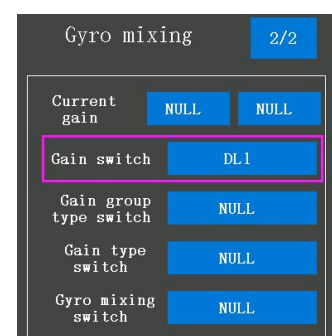 Gyro mixing 2/2
Current gain NULL NULL
Gain switch DL1
Gain group type switch NULL
Gain type switch NULL
Gyro mixing switch NULL